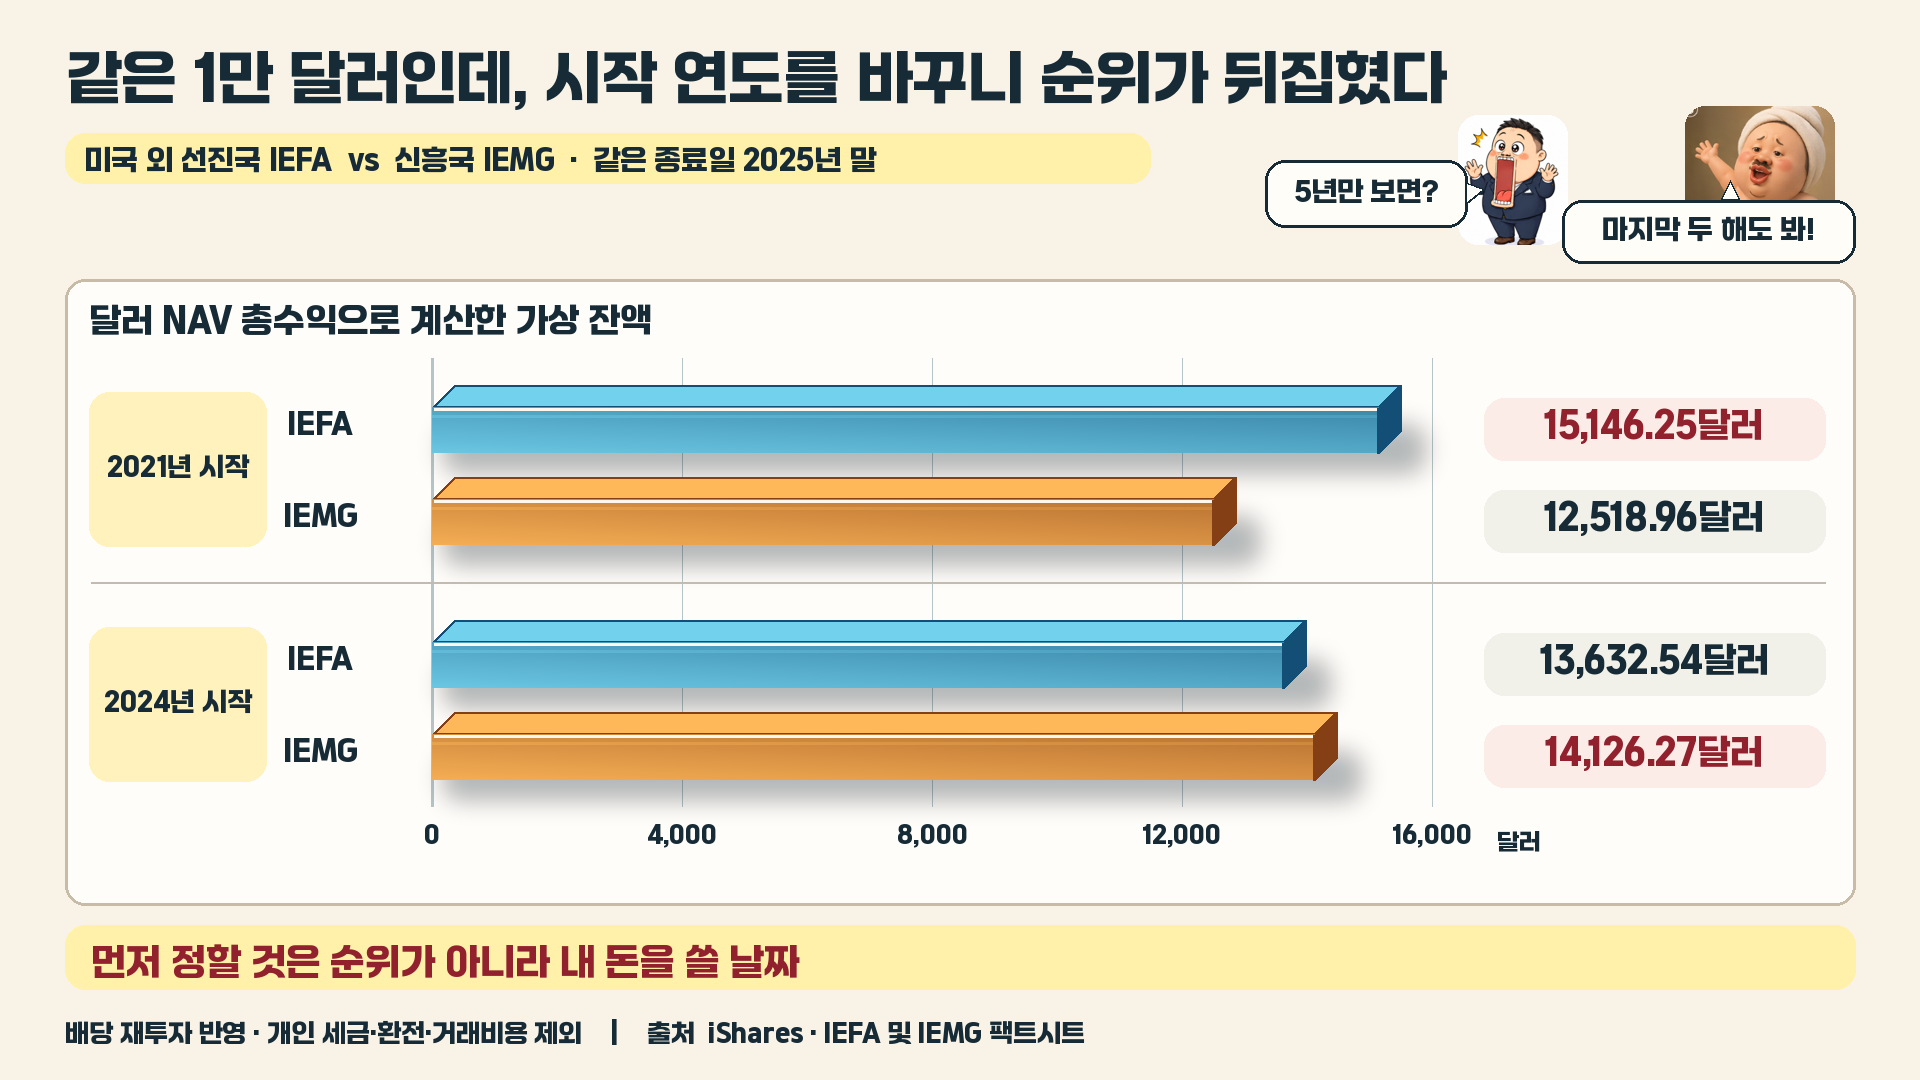 같은 1만 달러인데, 시작 연도를 바꾸니 순위가 뒤집혔다
미국 외 선진국 IEFA vs 신흥국 IEMG · 같은 종료일 2025년 말
5년만 보면?
마지막 두 해도 봐!
달러 NAV 총수익으로 계산한 가상 잔액
2021년 시작
IEFA
15,146.25달러
IEMG
12,518.96달러
2024년 시작
IEFA
13,632.54달러
IEMG
14,126.27달러
0 4,000 8,000 12,000 16,000 달러
먼저 정할 것은 순위가 아니라 내 돈을 쓸 날짜
배당 재투자 반영 · 개인 세금·환전·거래비용 제외 | 출처 iShares · IEFA 및 IEMG 팩트시트